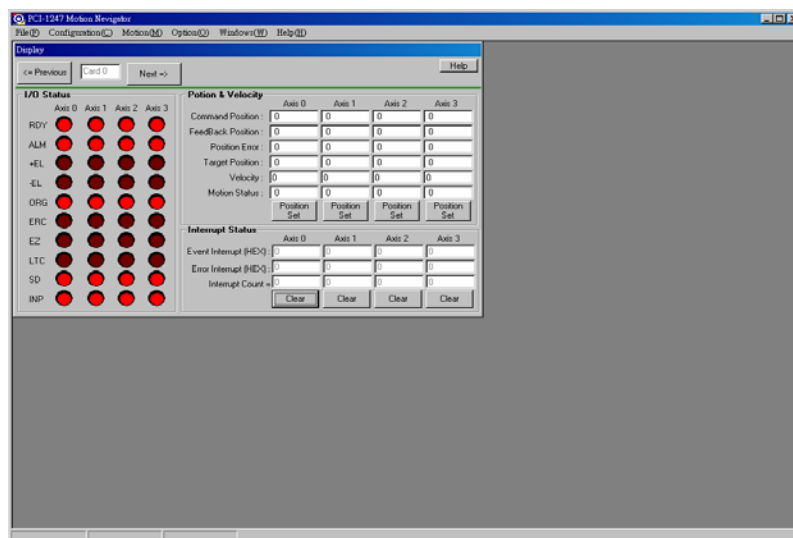 PCI-1247 Motion Nevigator
File(F) Configuration(C) Motion(M) Option(O) Windows(W) Help(H)
Display
<= Previous Card 0 Next => Help
I/O Status
Axis 0 Axis 1 Axis 2 Axis 3
RDY
ALM
+EL
-EL
ORG
ERC
EZ
LTC
SD
INP
Potion & Velocity
Axis 0 Axis 1 Axis 2 Axis 3
Command Position : 0 0 0 0
FeedBack Position : 0 0 0 0
Position Error : 0 0 0 0
Target Position : 0 0 0 0
Velocity : 0 0 0 0
Motion Status : 0 0 0 0
Position Set Position Set Position Set Position Set
Interrupt Status
Axis 0 Axis 1 Axis 2 Axis 3
Event Interrupt (HEX) : 0 0 0 0
Error Interrupt (HEX) : 0 0 0 0
Interrupt Count = 0 0 0 0
Clear Clear Clear Clear